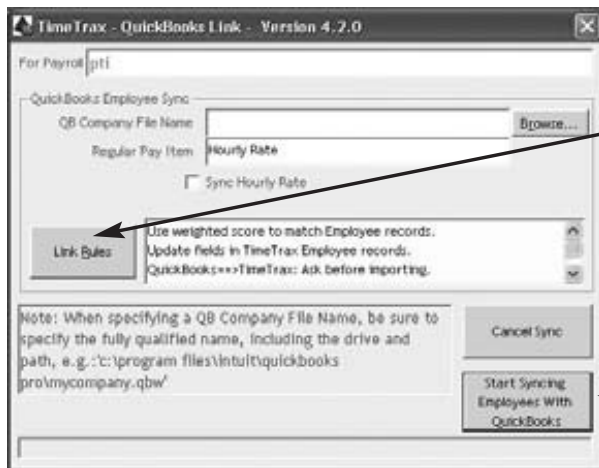 TimeTrax - QuickBooks Link - Version 4.2.0
For Payroll pti
QuickBooks Employee Sync
QB Company File Name
Browse...
Regular Pay Item Hourly Rate
Sync Hourly Rate
Link Rules
Use weighted score to match Employee records.
Update fields in TimeTrax Employee records.
QuickBooks==>TimeTrax: Ask before importing.
Note: When specifying a QB Company File Name, be sure to
specify the fully qualified name, including the drive and
path, e.g.:'c:\program files\intuit\quickbooks
pro\mycompany.qbw'
Cancel Sync
Start Syncing
Employees With
QuickBooks